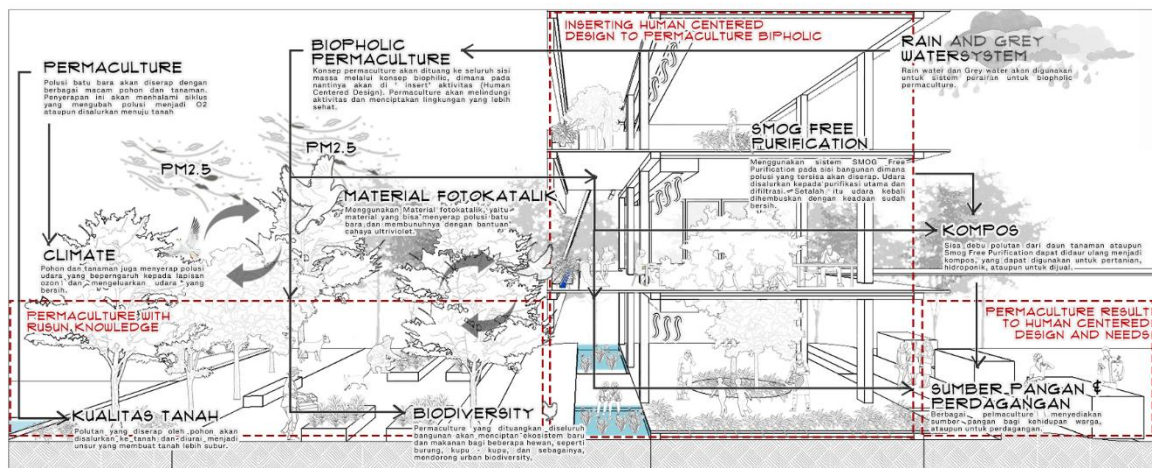 PERMACULTURE
Polusi batu bara akan diserap dengan
berbagai macam pohon dan tanaman.
Penyerapan ini akan menhalami siklus
yang mengubah polusi menjadi O2
ataupun disalurkan menuju tanah
BIOPHOLIC
PERMACULTURE
Konsep permaculture akan dituang ke seluruh sisi
massa melalui konsep biophilic, dimana pada
nantinya akan di ' insert' aktivitas (Human
Centered Design). Permaculture akan melindungi
aktivitas dan menciptakan lingkungan yang lebih
sehat.
INSERTING HUMAN CENTERED
DESIGN TO PERMACULTURE BIPHOLIC
RAIN AND GREY
WATERSYSTEM
Rain water dan Grey water akan digunakan
untuk sistem perairan untuk biopholic
permaculture.
PM2.5
PM2.5
SMOG FREE
PURIFICATION
Menggunakan sistem SMOG Free
Purification pada sisi bangunan dimana
polusi yang tersisa akan diserap. Udara
disalurkan kepada purifikasi utama dan
difiltrasi. Setelah itu udara kebali
dihembuskan dengan keadaan sudah
bersih.
MATERIAL FOTOKATALIK
Menggunakan Material fotokatalik, yaitu
material yang bisa menyerap polusi batu
bara dan membunuhnya dengan bantuan
cahaya ultriviolet.
CLIMATE
Pohon dan tanaman juga menyerap polusi
udara yang beperngaruh kepada lapisan
ozon dan mengeluarkan udara yang
bersih.
KOMPOS
Sisa debu polutan dari daun tanaman ataupun
Smog Free Purification dapat didaur ulang menjadi
kompos, yang dapat digunakan untuk pertanian,
hidroponik, ataupun untuk dijual.
PERMACULTURE WITH
RUSUN KNOWLEDGE
PERMACULTURE RESULT
TO HUMAN CENTERED
DESIGN AND NEEDS
KUALITAS TANAH
Polutan yang diserap oleh pohon akan
disalurkan ke tanah dan diurai menjadi
unsur yang membuat tanah lebih subur.
BIODIVERSITY
Permaculture yang dituangkan diseluruh
bangunan akan menciptan ekosistem baru
dan makanan bagi beberapa hewan, seperti
burung, kupu - kupu, dan sebagainya,
mendorong urban biodiversity.
SUMBER PANGAN &
PERDAGANGAN
Berbagai pelmaculture menyediakan
sumber pangan bagi kehidupan warga,
ataupun untuk perdagangan.